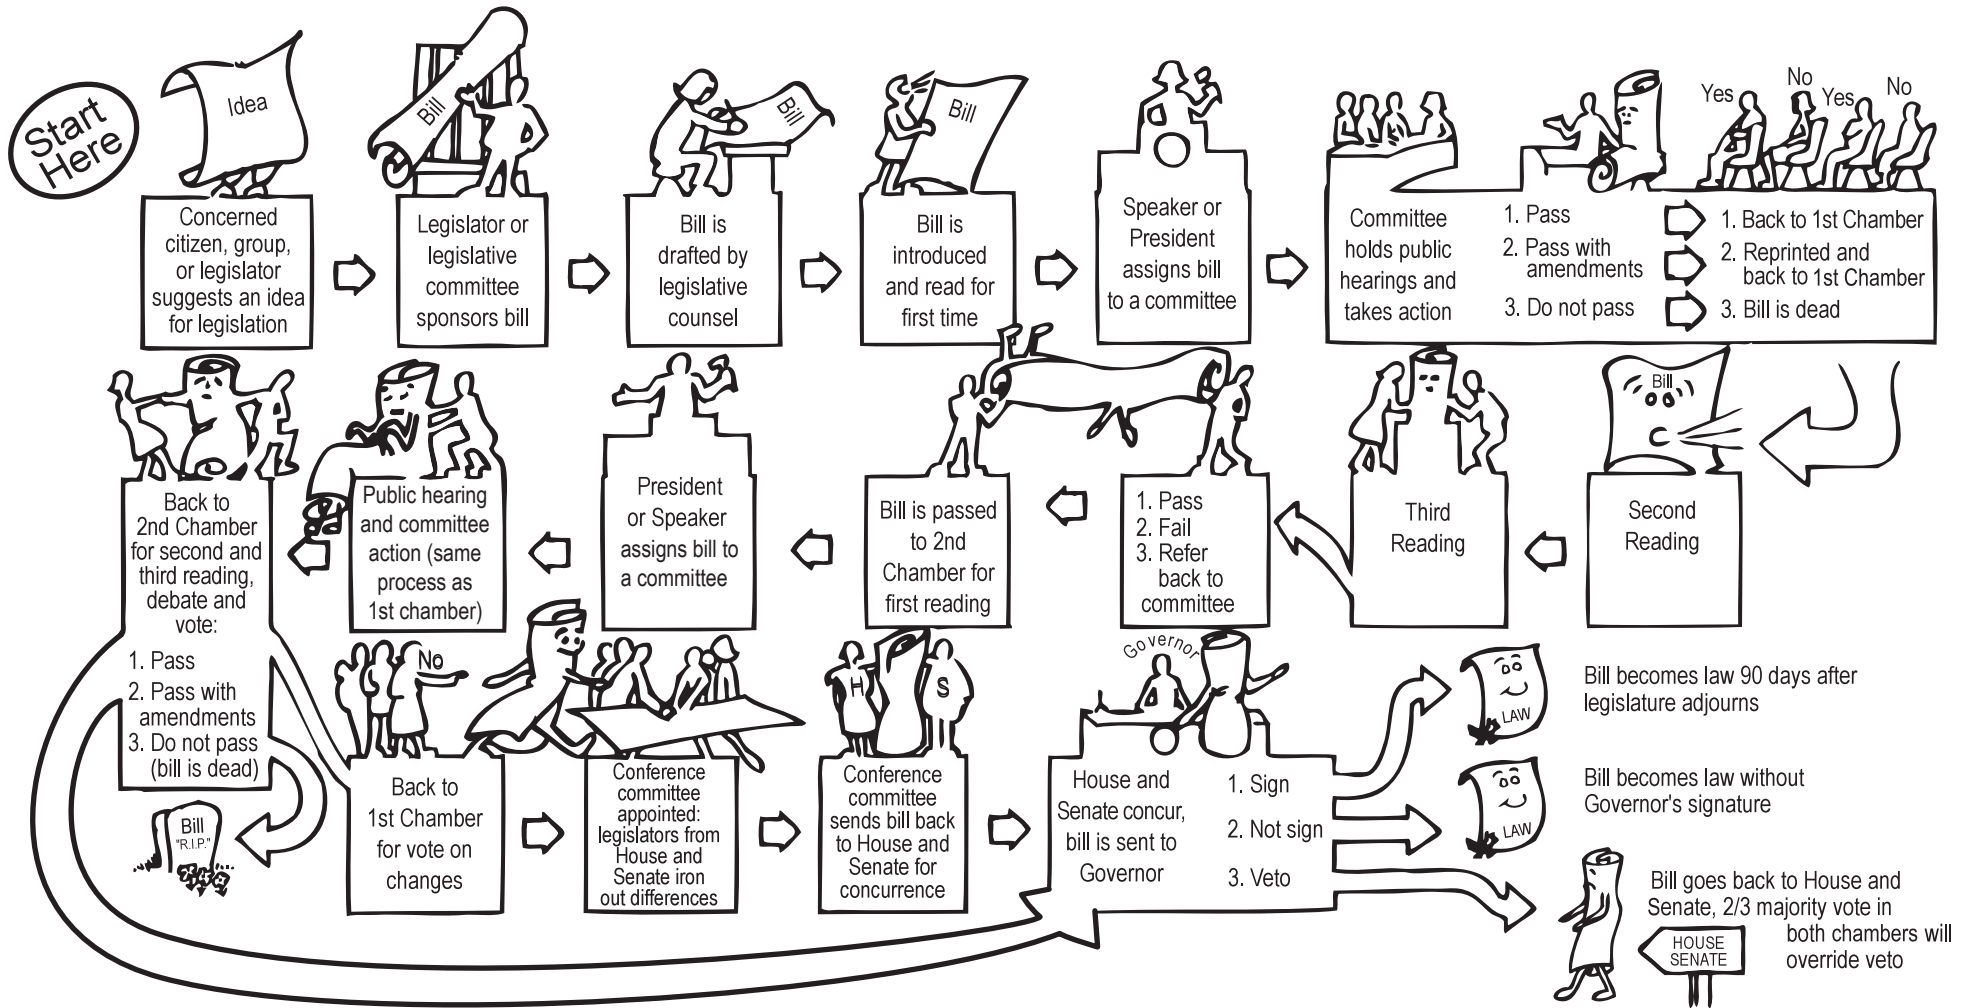 Start
Here
Idea
Concerned
citizen, group,
or legislator
suggests an idea
for legislation
Bill
Legislator or
legislative
committee
sponsors bill
Bill
Bill is
drafted by
legislative
counsel
Bill
Bill is
introduced
and read for
first time
Speaker or
President
assigns bill
to a committee
Yes
No
Yes
No
Committee
holds public
hearings and
takes action
1. Pass
2. Pass with
amendments
3. Do not pass
1. Back to 1st Chamber
2. Reprinted and
back to 1st Chamber
3. Bill is dead
Bill
Second
Reading
Third
Reading
1. Pass
2. Fail
3. Refer
back to
committee
Bill is passed
to 2nd
Chamber for
first reading
President
or Speaker
assigns bill to
a committee
Public hearing
and committee
action (same
process as
1st chamber)
Back to
2nd Chamber
for second and
third reading,
debate and
vote:
1. Pass
2. Pass with
amendments
3. Do not pass
(bill is dead)
Bill
"R.I.P."
No
Back to
1st Chamber
for vote on
changes
Conference
committee
appointed:
legislators from
House and
Senate iron
out differences
H
S
Conference
committee
sends bill back
to House and
Senate for
concurrence
Governor
House and
Senate concur,
bill is sent to
Governor
1. Sign
2. Not sign
3. Veto
LAW
Bill becomes law 90 days after
legislature adjourns
LAW
Bill becomes law without
Governor's signature
Bill goes back to House and
Senate, 2/3 majority vote in
both chambers will
override veto
HOUSE
SENATE